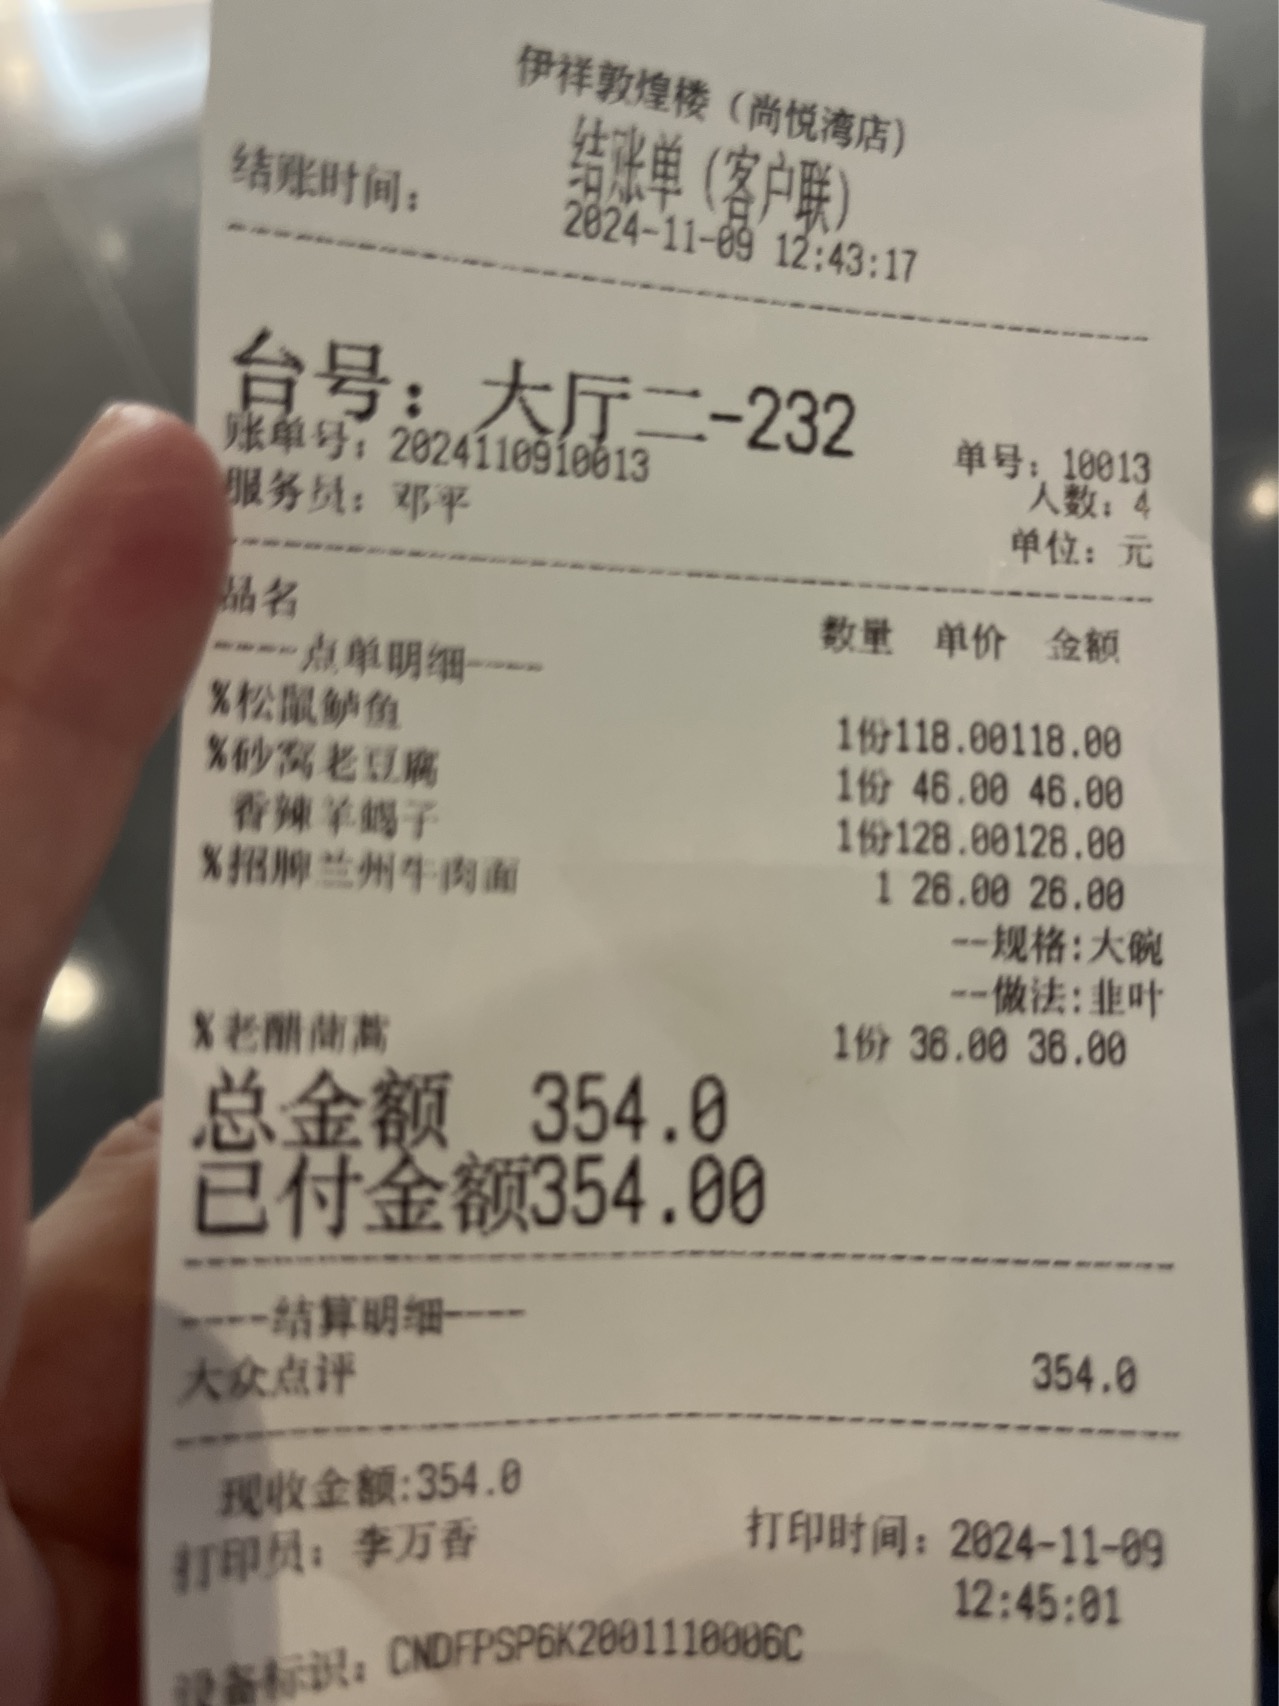 伊祥敦煌楼（尚悦湾店）
结账单（客户联）
结账时间： 2024-11-09 12:43:17
台号：大厅二-232
账单号：2024110910013 单号：10013
服务员：邓平 人数：4
单位：元
品名 数量 单价 金额
----点单明细----
%松鼠鲈鱼 1份118.00118.00
%砂窝老豆腐 1份 46.00 46.00
香辣羊蝎子 1份128.00128.00
%招牌兰州牛肉面 1 26.00 26.00
--规格:大碗
--做法:韭叶
%老醋茼蒿 1份 36.00 36.00
总金额 354.0
已付金额354.00
----结算明细----
大众点评 354.0
现收金额:354.0
打印员：李万香 打印时间：2024-11-09
12:45:01
设备标识：CNDFPSP6K2001110006C